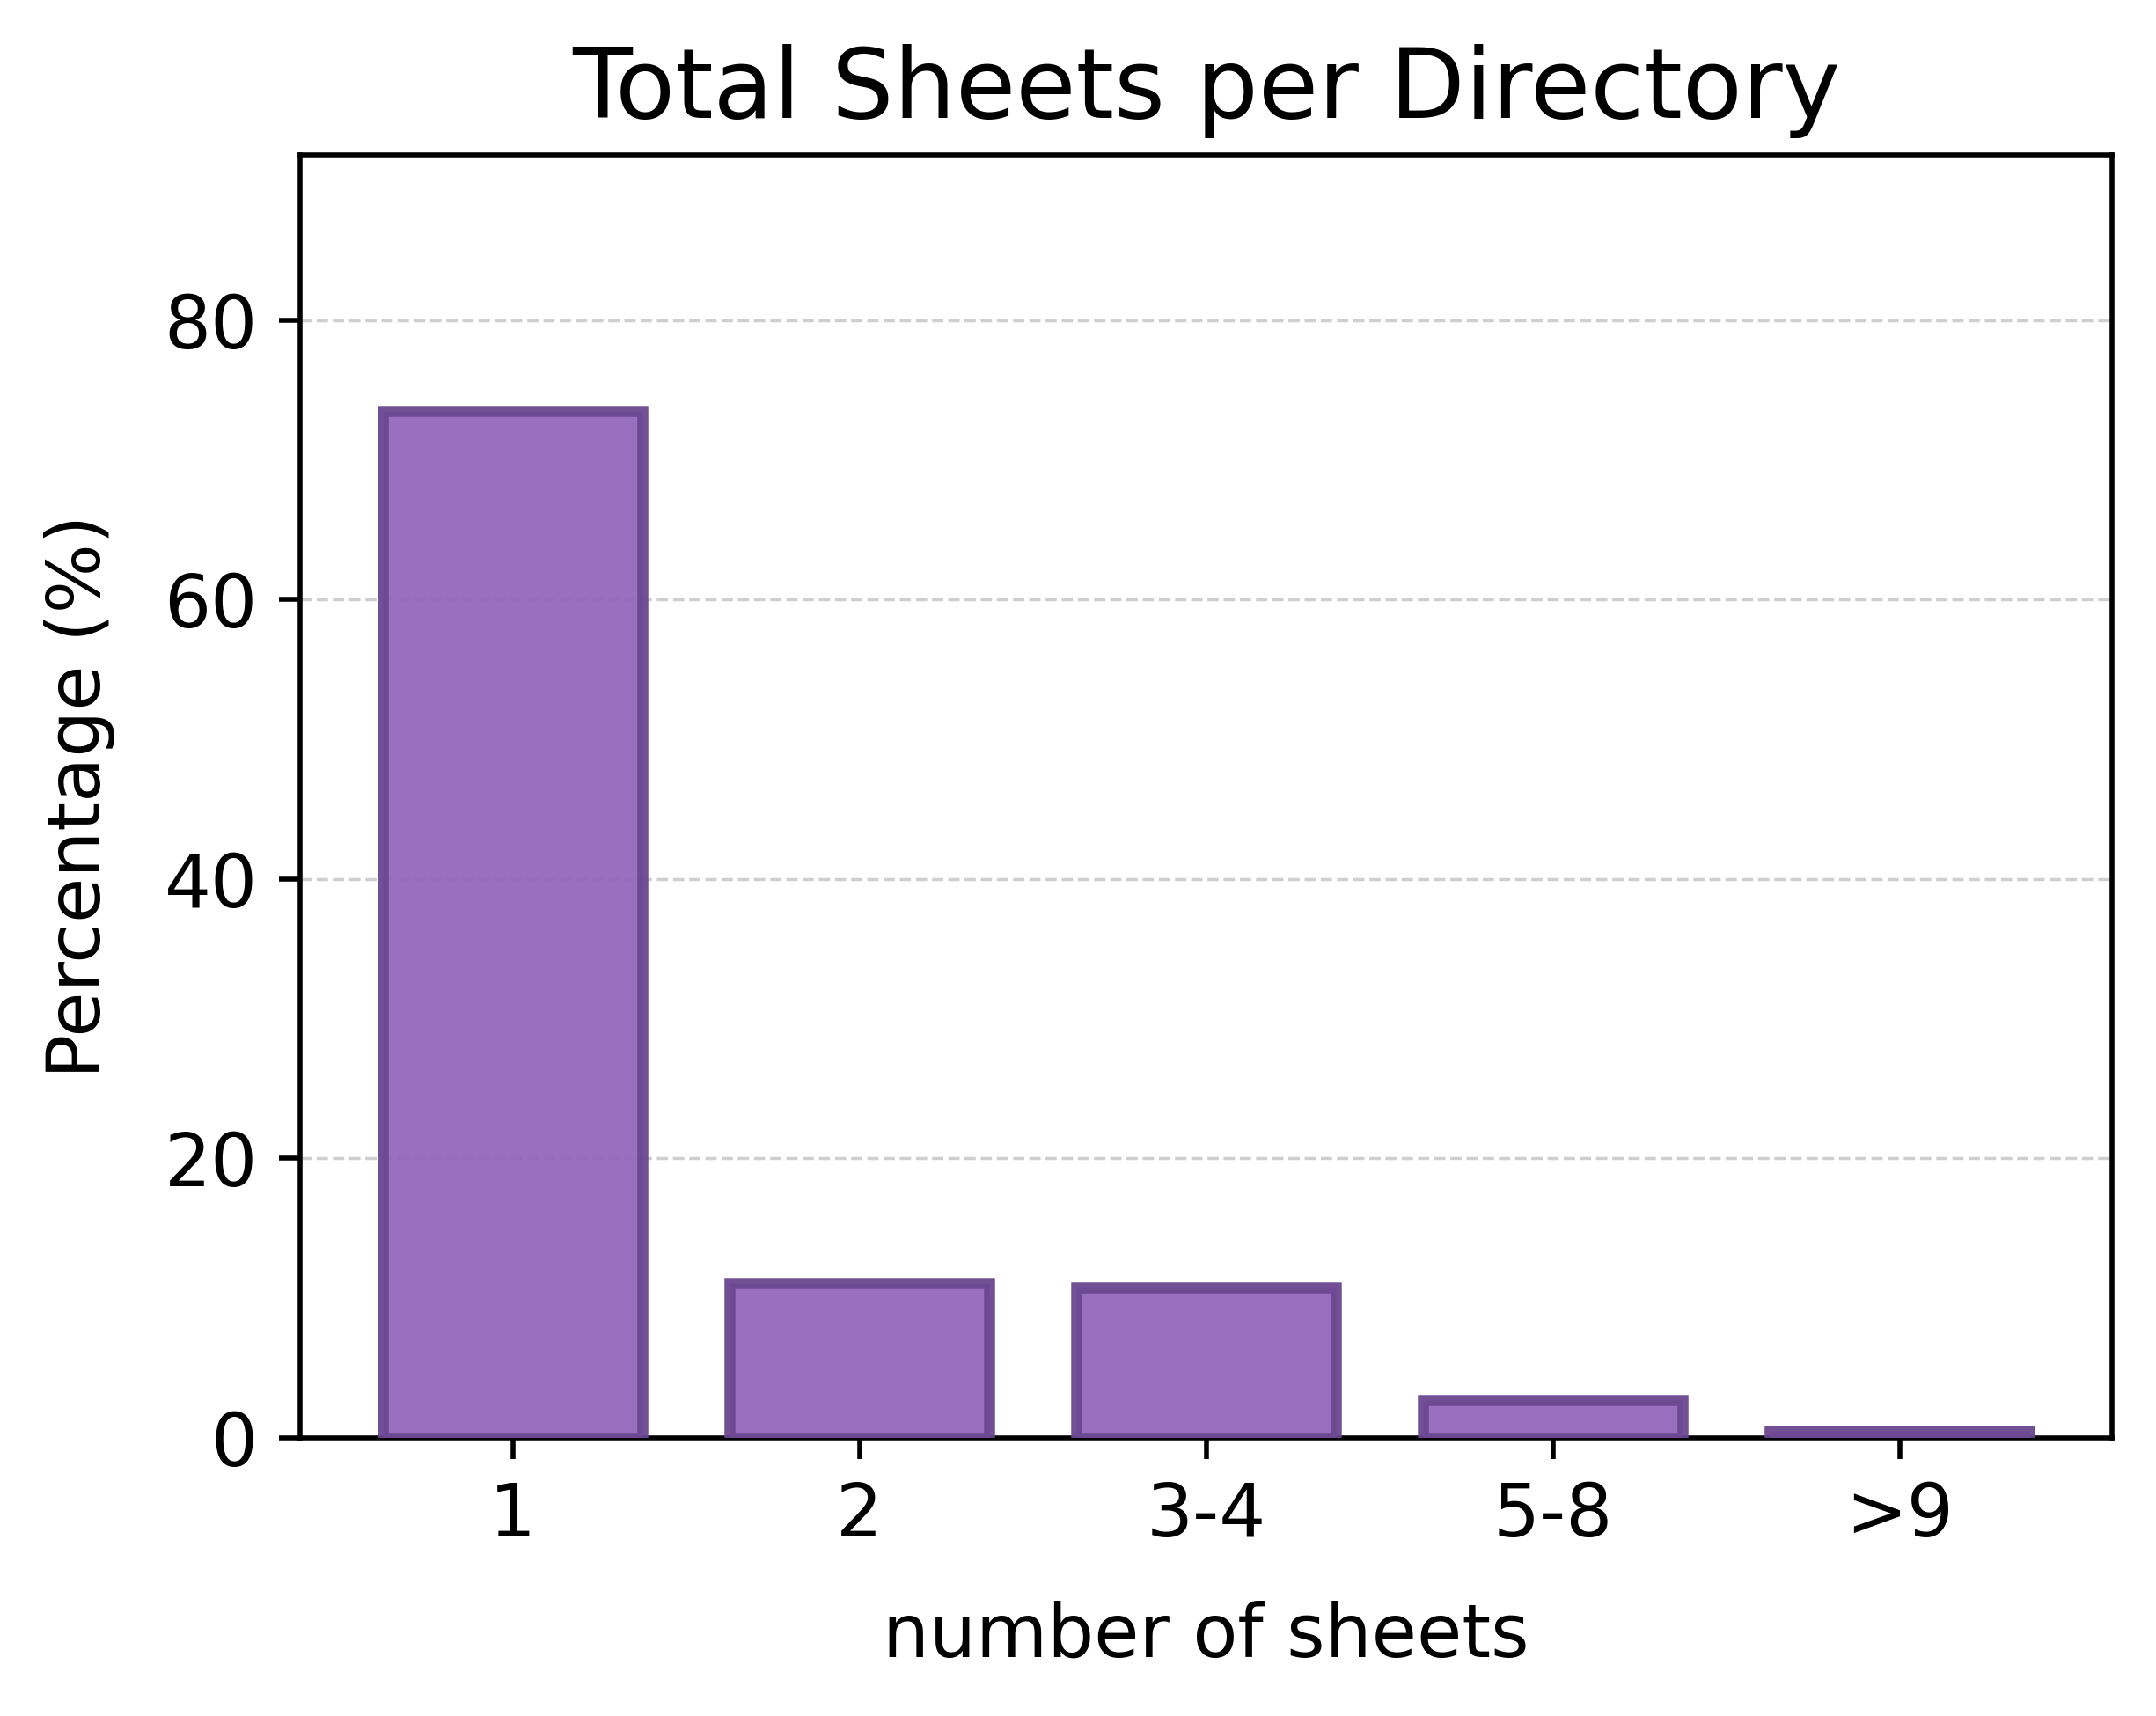 Total Sheets per Directory
Percentage (%)
80
60
40
20
0
1 2 3-4 5-8 >9
number of sheets